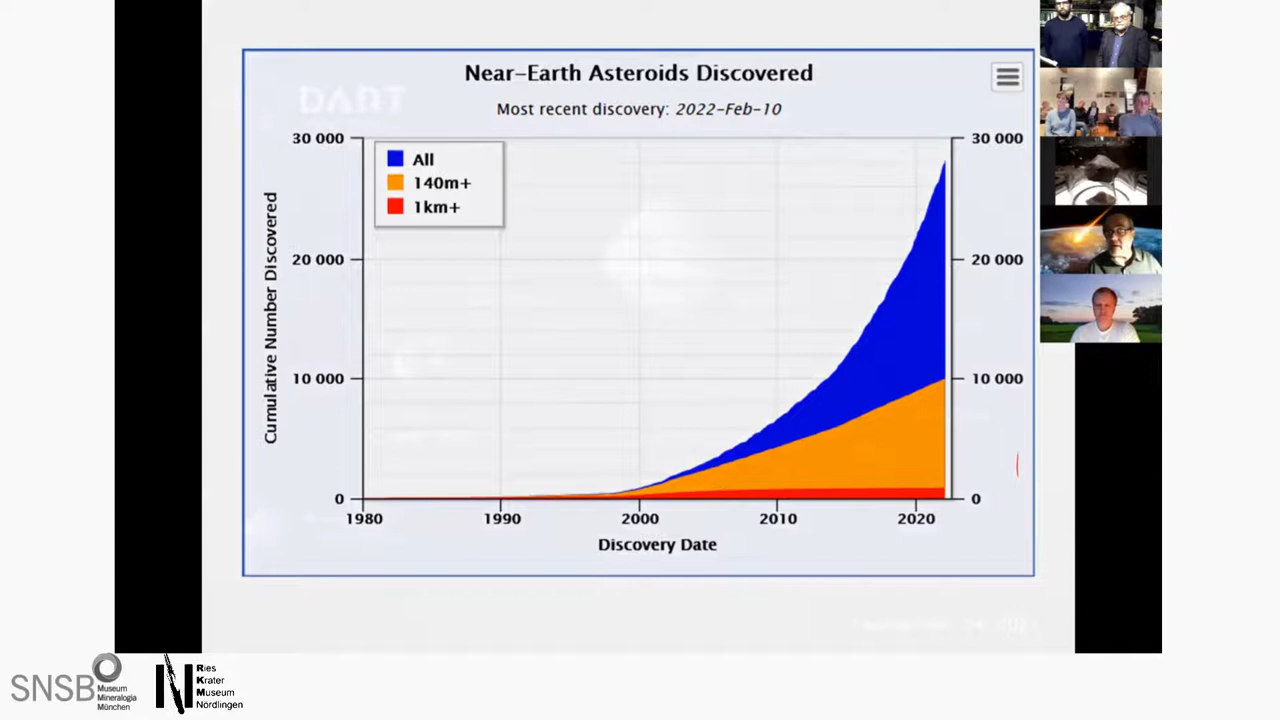 DART
Near-Earth Asteroids Discovered
Most recent discovery: 2022-Feb-10
All
140m+
1km+
Cumulative Number Discovered
30 000
20 000
10 000
0
30 000
20 000
10 000
0
1980
1990
2000
2010
2020
Discovery Date
SNSB
Museum
Mineralogia
München
Ries
Krater
Museum
Nördlingen